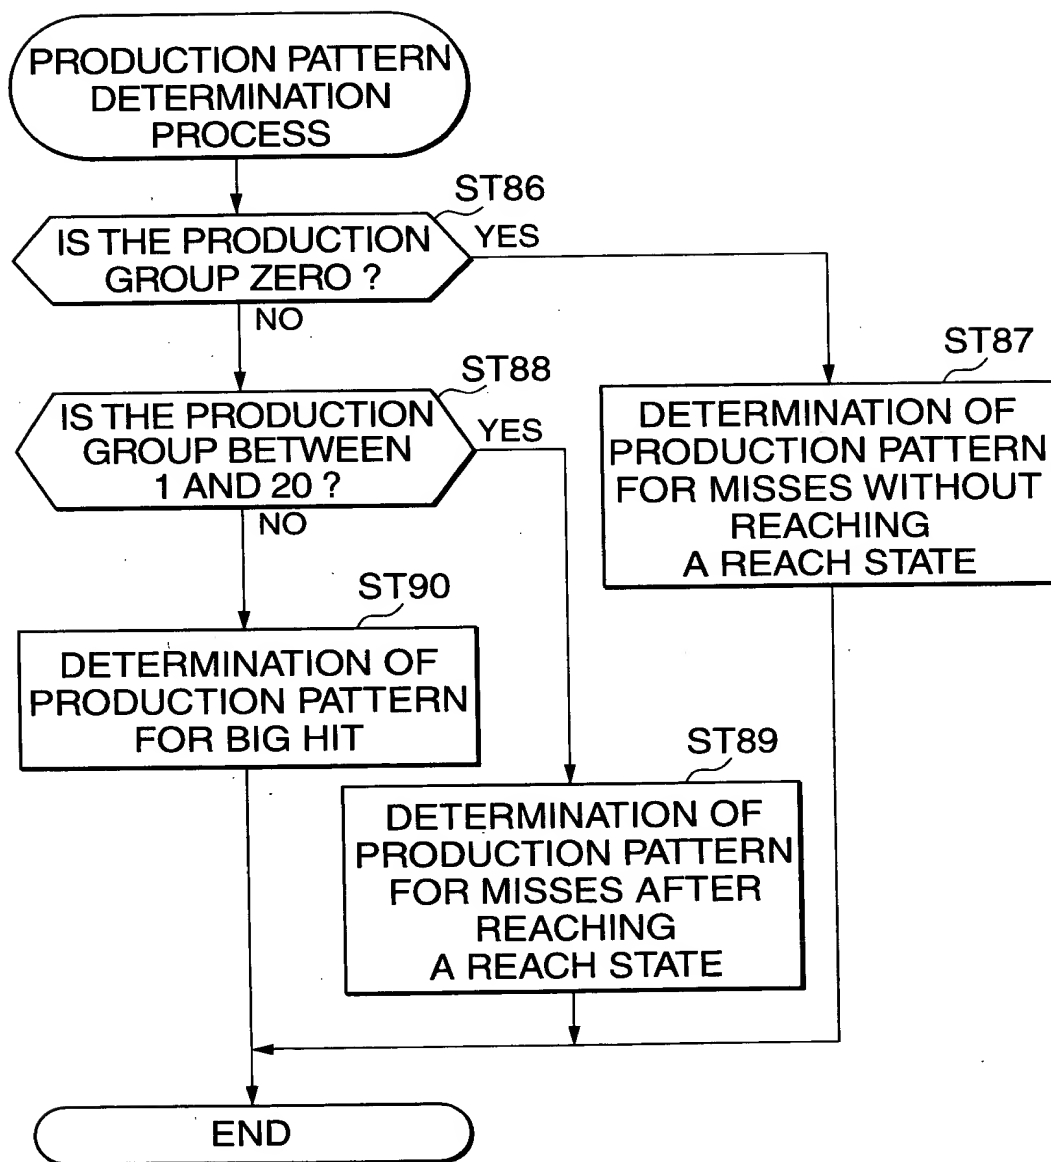 PRODUCTION PATTERN
DETERMINATION
PROCESS
ST86
IS THE PRODUCTION
GROUP ZERO ?
YES
NO
ST87
DETERMINATION OF
PRODUCTION PATTERN
FOR MISSES WITHOUT
REACHING
A REACH STATE
ST88
IS THE PRODUCTION
GROUP BETWEEN
1 AND 20 ?
YES
NO
ST90
DETERMINATION OF
PRODUCTION PATTERN
FOR BIG HIT
ST89
DETERMINATION OF
PRODUCTION PATTERN
FOR MISSES AFTER
REACHING
A REACH STATE
END